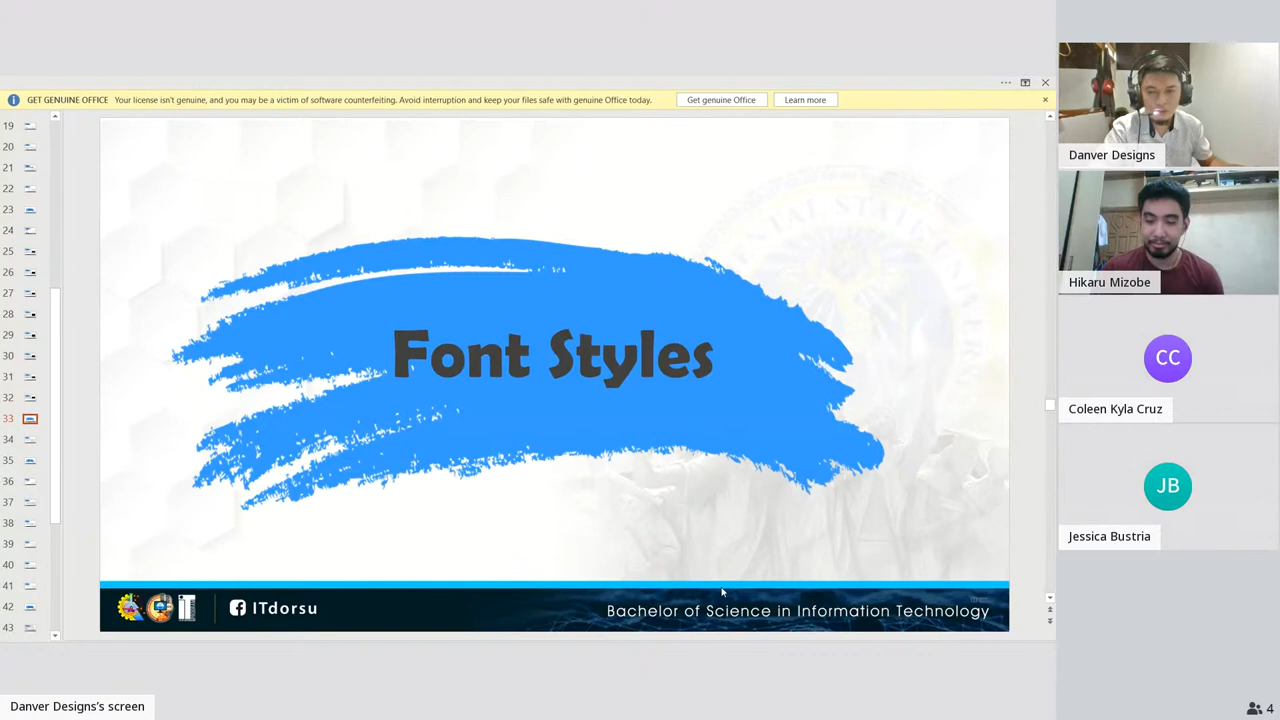 GET GENUINE OFFICE Your license isn't genuine, and you may be a victim of software counterfeiting. Avoid interruption and keep your files safe with genuine Office today. Get genuine Office Learn more
19
20
21
22
23
24
25
26
27
28
29
30
31
32
33
34
35
36
37
38
39
40
41
42
43
Font Styles
ITdorsu
Bachelor of Science in Information Technology
Danver Designs
Hikaru Mizobe
CC
Coleen Kyla Cruz
JB
Jessica Bustria
Danver Designs's screen
4